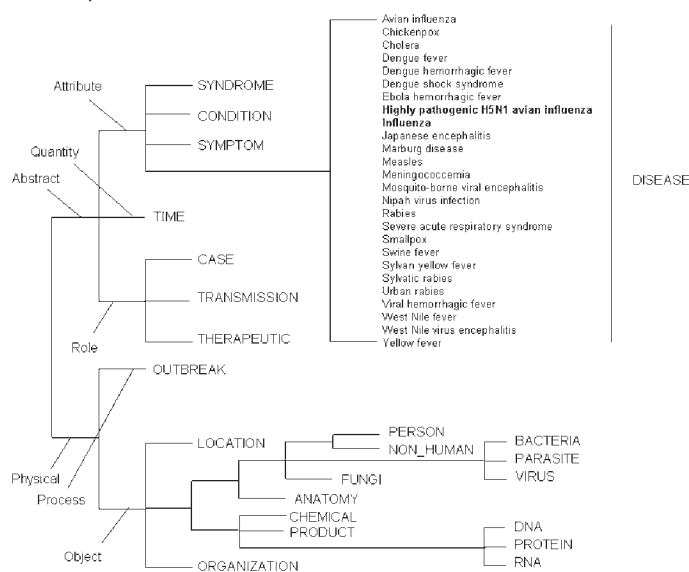 Avian influenza
Chickenpox
Cholera
Dengue fever
Dengue hemorrhagic fever
Dengue shock syndrome
Ebola hemorrhagic fever
Highly pathogenic H5N1 avian influenza
Influenza
Japanese encephalitis
Marburg disease
Measles
Meningococcemia
Mosquito-borne viral encephalitis
Nipah virus infection
Rabies
Severe acute respiratory syndrome
Smallpox
Swine fever
Sylvan yellow fever
Sylvatic rabies
Urban rabies
Viral hemorrhagic fever
West Nile fever
West Nile virus encephalitis
Yellow fever
DISEASE
Attribute
SYNDROME
CONDITION
SYMPTOM
Quantity
Abstract
TIME
CASE
TRANSMISSION
THERAPEUTIC
Role
OUTBREAK
Physical
Process
Object
LOCATION
PERSON
NON_HUMAN
BACTERIA
PARASITE
VIRUS
FUNGI
ANATOMY
CHEMICAL
PRODUCT
DNA
PROTEIN
RNA
ORGANIZATION